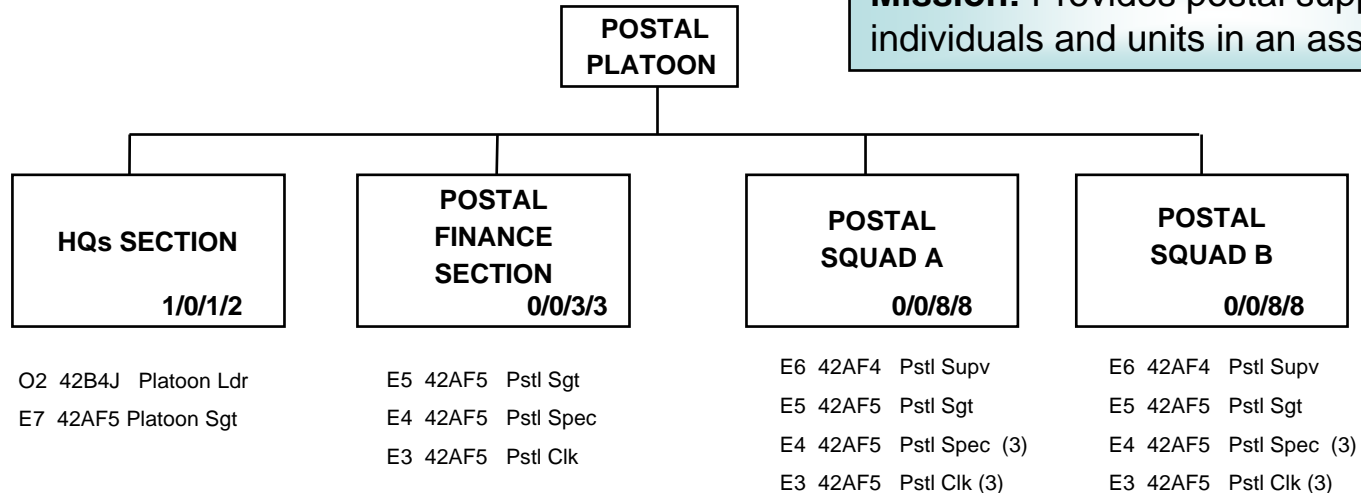 Mission: Provides postal supp
individuals and units in an ass
POSTAL
PLATOON
HQs SECTION
1/0/1/2
POSTAL
FINANCE
SECTION
0/0/3/3
POSTAL
SQUAD A
0/0/8/8
POSTAL
SQUAD B
0/0/8/8
O2 42B4J Platoon Ldr
E7 42AF5 Platoon Sgt
E5 42AF5 Pstl Sgt
E4 42AF5 Pstl Spec
E3 42AF5 Pstl Clk
E6 42AF4 Pstl Supv
E5 42AF5 Pstl Sgt
E4 42AF5 Pstl Spec (3)
E3 42AF5 Pstl Clk (3)
E6 42AF4 Pstl Supv
E5 42AF5 Pstl Sgt
E4 42AF5 Pstl Spec (3)
E3 42AF5 Pstl Clk (3)